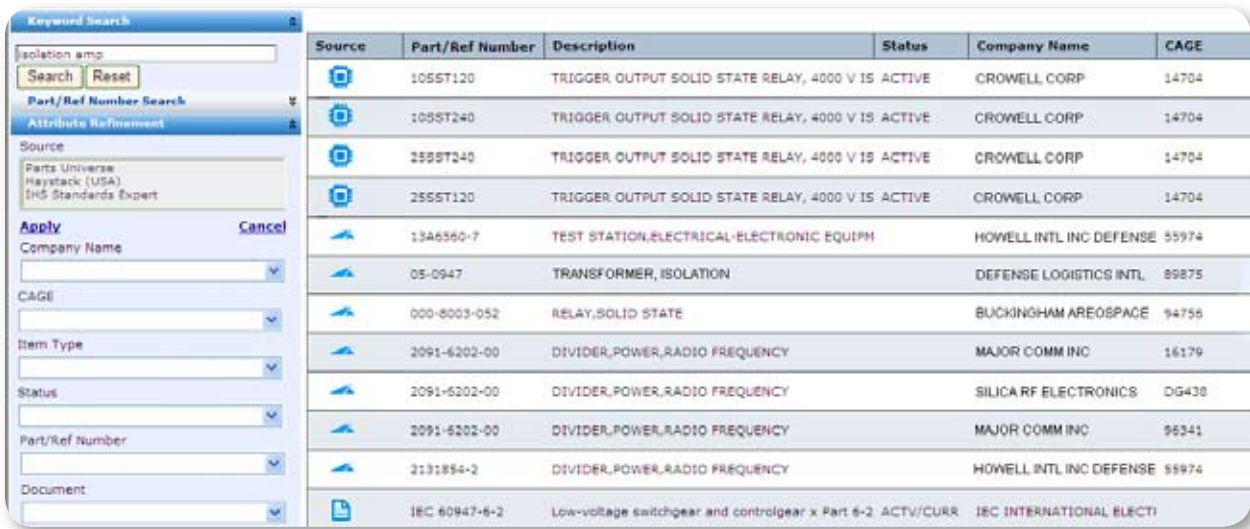 Keyword Search
isolation amp
Search Reset
Part/Ref Number Search
Attribute Refinement
Source
Parts Universe
Haystack (USA)
IHS Standards Expert
Apply Cancel
Company Name
CAGE
Item Type
Status
Part/Ref Number
Document
Source Part/Ref Number Description Status Company Name CAGE
10SST120 TRIGGER OUTPUT SOLID STATE RELAY, 4000 V IS ACTIVE CROWELL CORP 14704
10SST240 TRIGGER OUTPUT SOLID STATE RELAY, 4000 V IS ACTIVE CROWELL CORP 14704
25SST240 TRIGGER OUTPUT SOLID STATE RELAY, 4000 V IS ACTIVE CROWELL CORP 14704
25SST120 TRIGGER OUTPUT SOLID STATE RELAY, 4000 V IS ACTIVE CROWELL CORP 14704
13A6560-7 TEST STATION,ELECTRICAL-ELECTRONIC EQUIPM HOWELL INTL INC DEFENSE 55974
05-0947 TRANSFORMER, ISOLATION DEFENSE LOGISTICS INTL 89875
000-8003-052 RELAY,SOLID STATE BUCKINGHAM AREOSPACE 94756
2091-6202-00 DIVIDER,POWER,RADIO FREQUENCY MAJOR COMM INC 16179
2091-6202-00 DIVIDER,POWER,RADIO FREQUENCY SILICA RF ELECTRONICS DG438
2091-6202-00 DIVIDER,POWER,RADIO FREQUENCY MAJOR COMM INC 96341
2131854-2 DIVIDER,POWER,RADIO FREQUENCY HOWELL INTL INC DEFENSE 55974
IEC 60947-6-2 Low-voltage switchgear and controlgear x Part 6-2 ACTV/CURR IEC INTERNATIONAL ELECTI